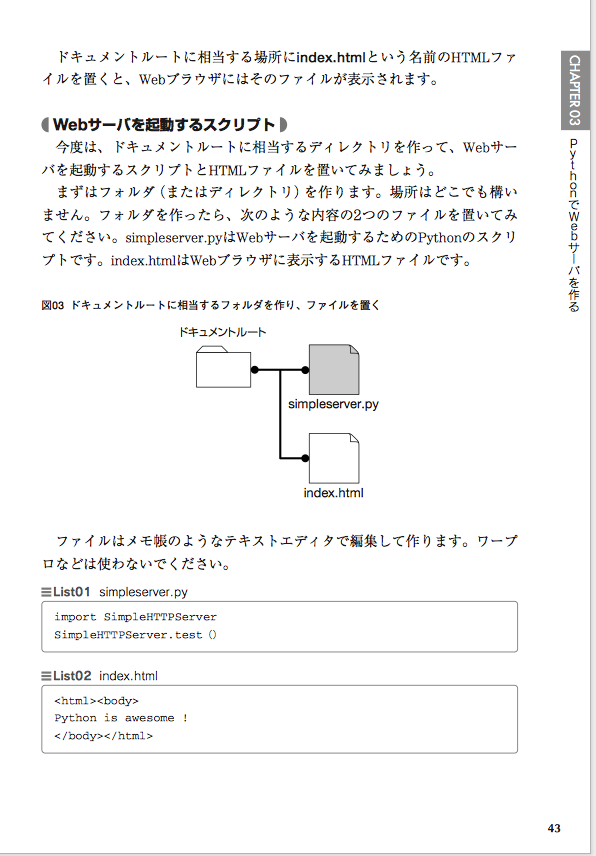 ドキュメントルートに相当する場所にindex.htmlという名前のHTMLファ
イルを置くと、Webブラウザにはそのファイルが表示されます。
Webサーバを起動するスクリプト
今度は、ドキュメントルートに相当するディレクトリを作って、Webサー
バを起動するスクリプトとHTMLファイルを置いてみましょう。
まずはフォルダ（またはディレクトリ）を作ります。場所はどこでも構い
ません。フォルダを作ったら、次のような内容の2つのファイルを置いてみ
てください。simpleserver.pyはWebサーバを起動するためのPythonのスクリ
プトです。index.htmlはWebブラウザに表示するHTMLファイルです。
図03 ドキュメントルートに相当するフォルダを作り、ファイルを置く
ドキュメントルート
simpleserver.py
index.html
ファイルはメモ帳のようなテキストエディタで編集して作ります。ワープ
ロなどは使わないでください。
List01 simpleserver.py
import SimpleHTTPServer
SimpleHTTPServer.test()
List02 index.html
<html><body>
Python is awesome !
</body></html>
CHAPTER 03
PythonでWebサーバを作る
43